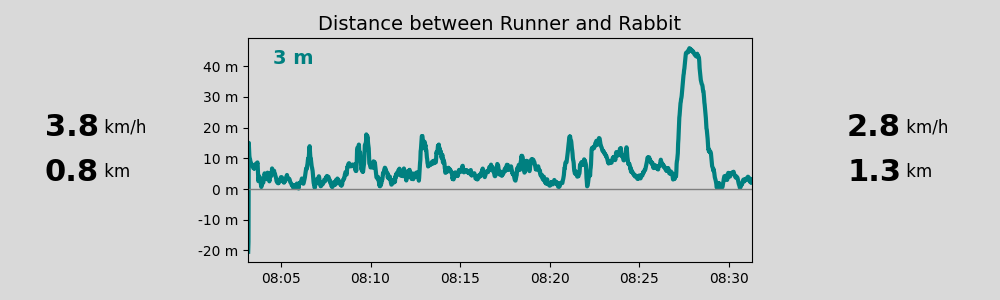 Distance between Runner and Rabbit
3 m
40 m
30 m
20 m
10 m
0 m
-10 m
-20 m
08:05 08:10 08:15 08:20 08:25 08:30
3.8 km/h
0.8 km
2.8 km/h
1.3 km